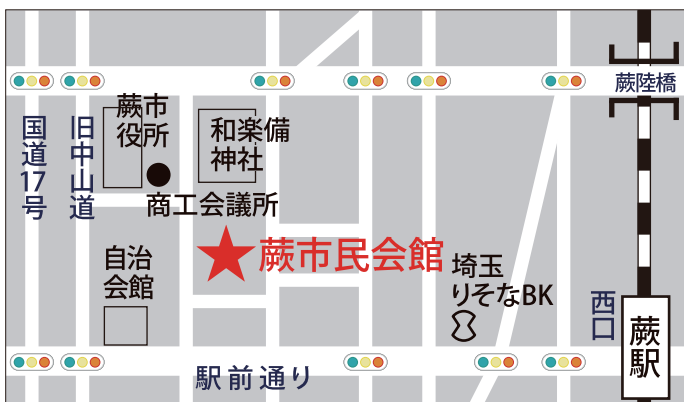 蕨陸橋
国道17号
旧中山道
蕨市
役所
和楽備
神社
商工会議所
蕨市民会館
自治
会館
埼玉
りそなBK
西口
蕨駅
駅前通り